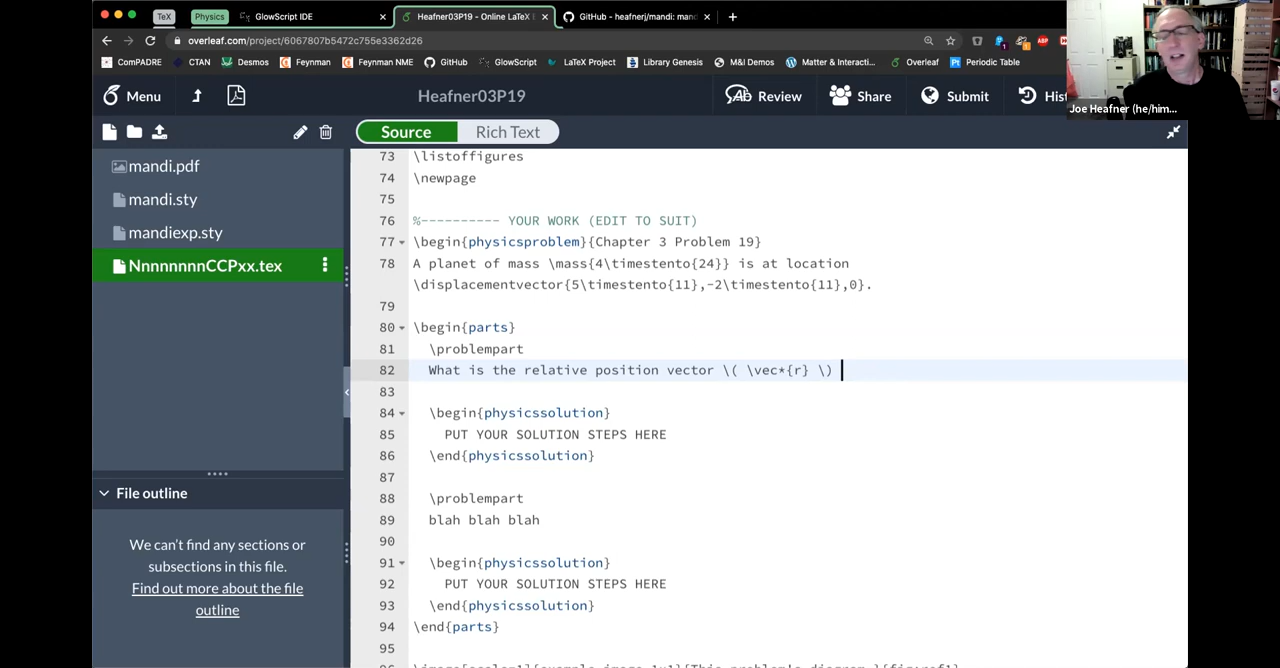 TeX Physics GlowScript IDE × Heafner03P19 - Online LaTeX × GitHub - heafnerj/mandi: man × +
overleaf.com/project/6067807b5472c755e3362d26
ComPADRE CTAN Desmos Feynman Feynman NME GitHub GlowScript LaTeX Project Library Genesis M&I Demos Matter & Interacti... Overleaf Periodic Table
Menu Heafner03P19 Review Share Submit Hist
Joe Heafner (he/him...
Source Rich Text
mandi.pdf
mandi.sty
mandiexp.sty
NnnnnnnnCCPxx.tex
File outline
We can't find any sections or
subsections in this file.
Find out more about the file
outline
73 \listoffigures
74 \newpage
75
76 %---------- YOUR WORK (EDIT TO SUIT)
77 \begin{physicsproblem}{Chapter 3 Problem 19}
78 A planet of mass \mass{4\timestento{24}} is at location
\displacementvector{5\timestento{11},-2\timestento{11},0}.
79
80 \begin{parts}
81 \problempart
82 What is the relative position vector \( \vec*{r} \)
83
84 \begin{physicssolution}
85 PUT YOUR SOLUTION STEPS HERE
86 \end{physicssolution}
87
88 \problempart
89 blah blah blah
90
91 \begin{physicssolution}
92 PUT YOUR SOLUTION STEPS HERE
93 \end{physicssolution}
94 \end{parts}
95